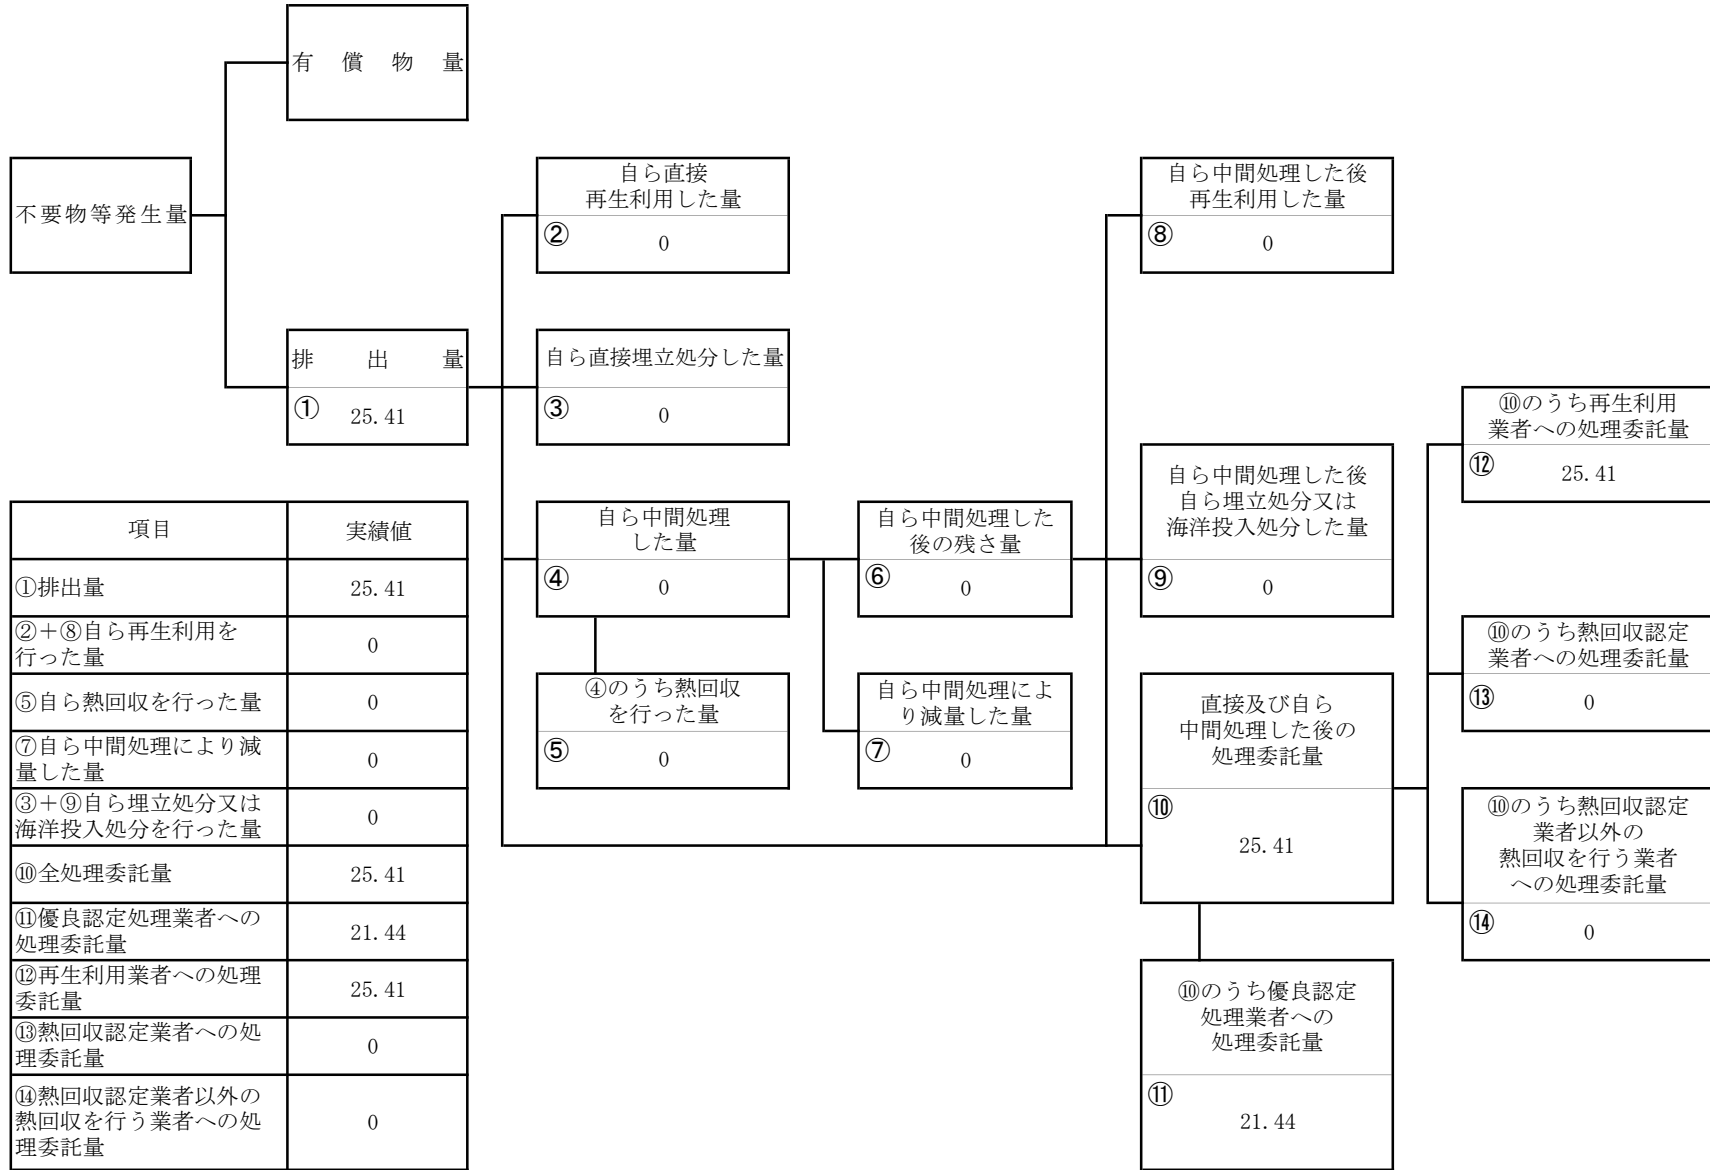 有償物量
不要物等発生量
排出量
① 25.41
自ら直接
再生利用した量
② 0
自ら直接埋立処分した量
③ 0
自ら中間処理
した量
④ 0
④のうち熱回収
を行った量
⑤ 0
自ら中間処理した
後の残さ量
⑥ 0
自ら中間処理によ
り減量した量
⑦ 0
自ら中間処理した後
再生利用した量
⑧ 0
自ら中間処理した後
自ら埋立処分又は
海洋投入処分した量
⑨ 0
直接及び自ら
中間処理した後の
処理委託量
⑩
25.41
⑩のうち優良認定
処理業者への
処理委託量
⑪
21.44
⑩のうち再生利用
業者への処理委託量
⑫ 25.41
⑩のうち熱回収認定
業者への処理委託量
⑬ 0
⑩のうち熱回収認定
業者以外の
熱回収を行う業者
への処理委託量
⑭ 0
項目 実績値
①排出量 25.41
②＋⑧自ら再生利用を
行った量 0
⑤自ら熱回収を行った量 0
⑦自ら中間処理により減
量した量 0
③＋⑨自ら埋立処分又は
海洋投入処分を行った量 0
⑩全処理委託量 25.41
⑪優良認定処理業者への
処理委託量 21.44
⑫再生利用業者への処理
委託量 25.41
⑬熱回収認定業者への処
理委託量 0
⑭熱回収認定業者以外の
熱回収を行う業者への処
理委託量 0